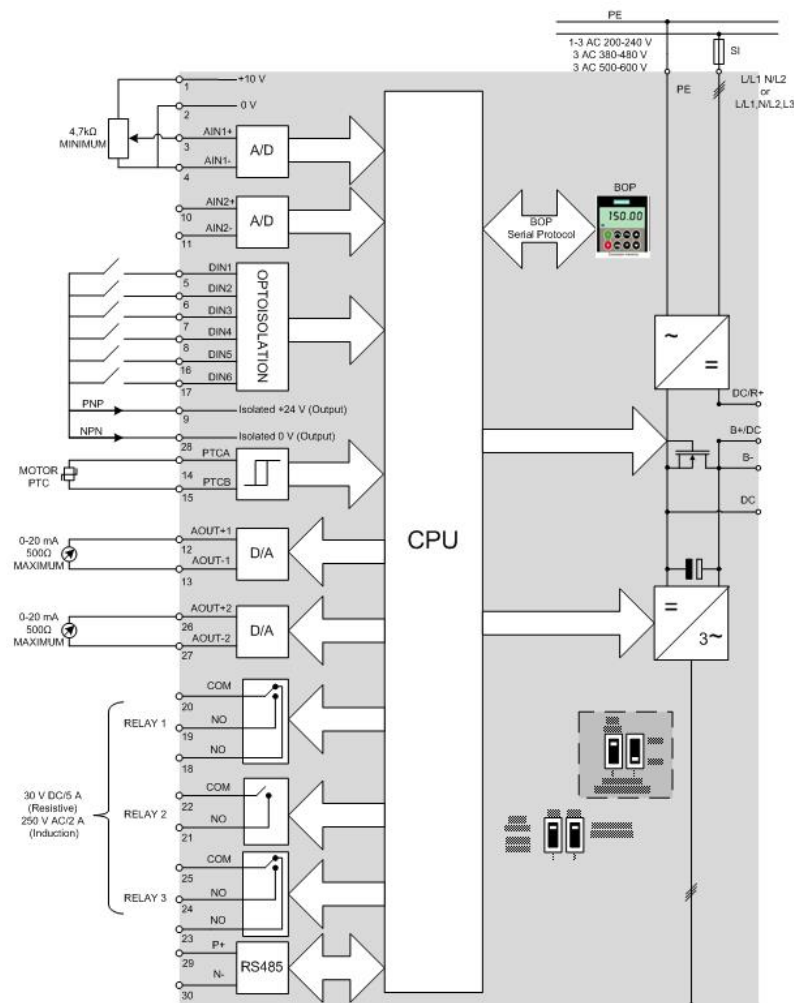 PE
1-3 AC 200-240 V
3 AC 380-480 V
3 AC 500-600 V
SI
PE
L/L1 N/L2
or
L/L1,N/L2,L3
1
+10 V
2
0 V
4,7kΩ
MINIMUM
3
AIN1+
4
AIN1-
A/D
10
AIN2+
11
AIN2-
A/D
BOP
150.00
BOP
Serial Protocol
DIN1
5
DIN2
6
DIN3
7
DIN4
8
DIN5
16
DIN6
17
OPTOISOLATION
PNP
9
Isolated +24 V (Output)
NPN
28
Isolated 0 V (Output)
MOTOR
PTC
PTCA
14
PTCB
15
CPU
~
=
DC/R+
B+/DC
B-
DC
0-20 mA
500Ω
MAXIMUM
AOUT+1
12
AOUT-1
13
D/A
0-20 mA
500Ω
MAXIMUM
AOUT+2
26
AOUT-2
27
D/A
=
3~
30 V DC/5 A
(Resistive)
250 V AC/2 A
(Induction)
RELAY 1
COM
20
NO
19
NO
18
RELAY 2
COM
22
NO
21
RELAY 3
COM
25
NO
24
NO
23
P+
29
N-
30
RS485